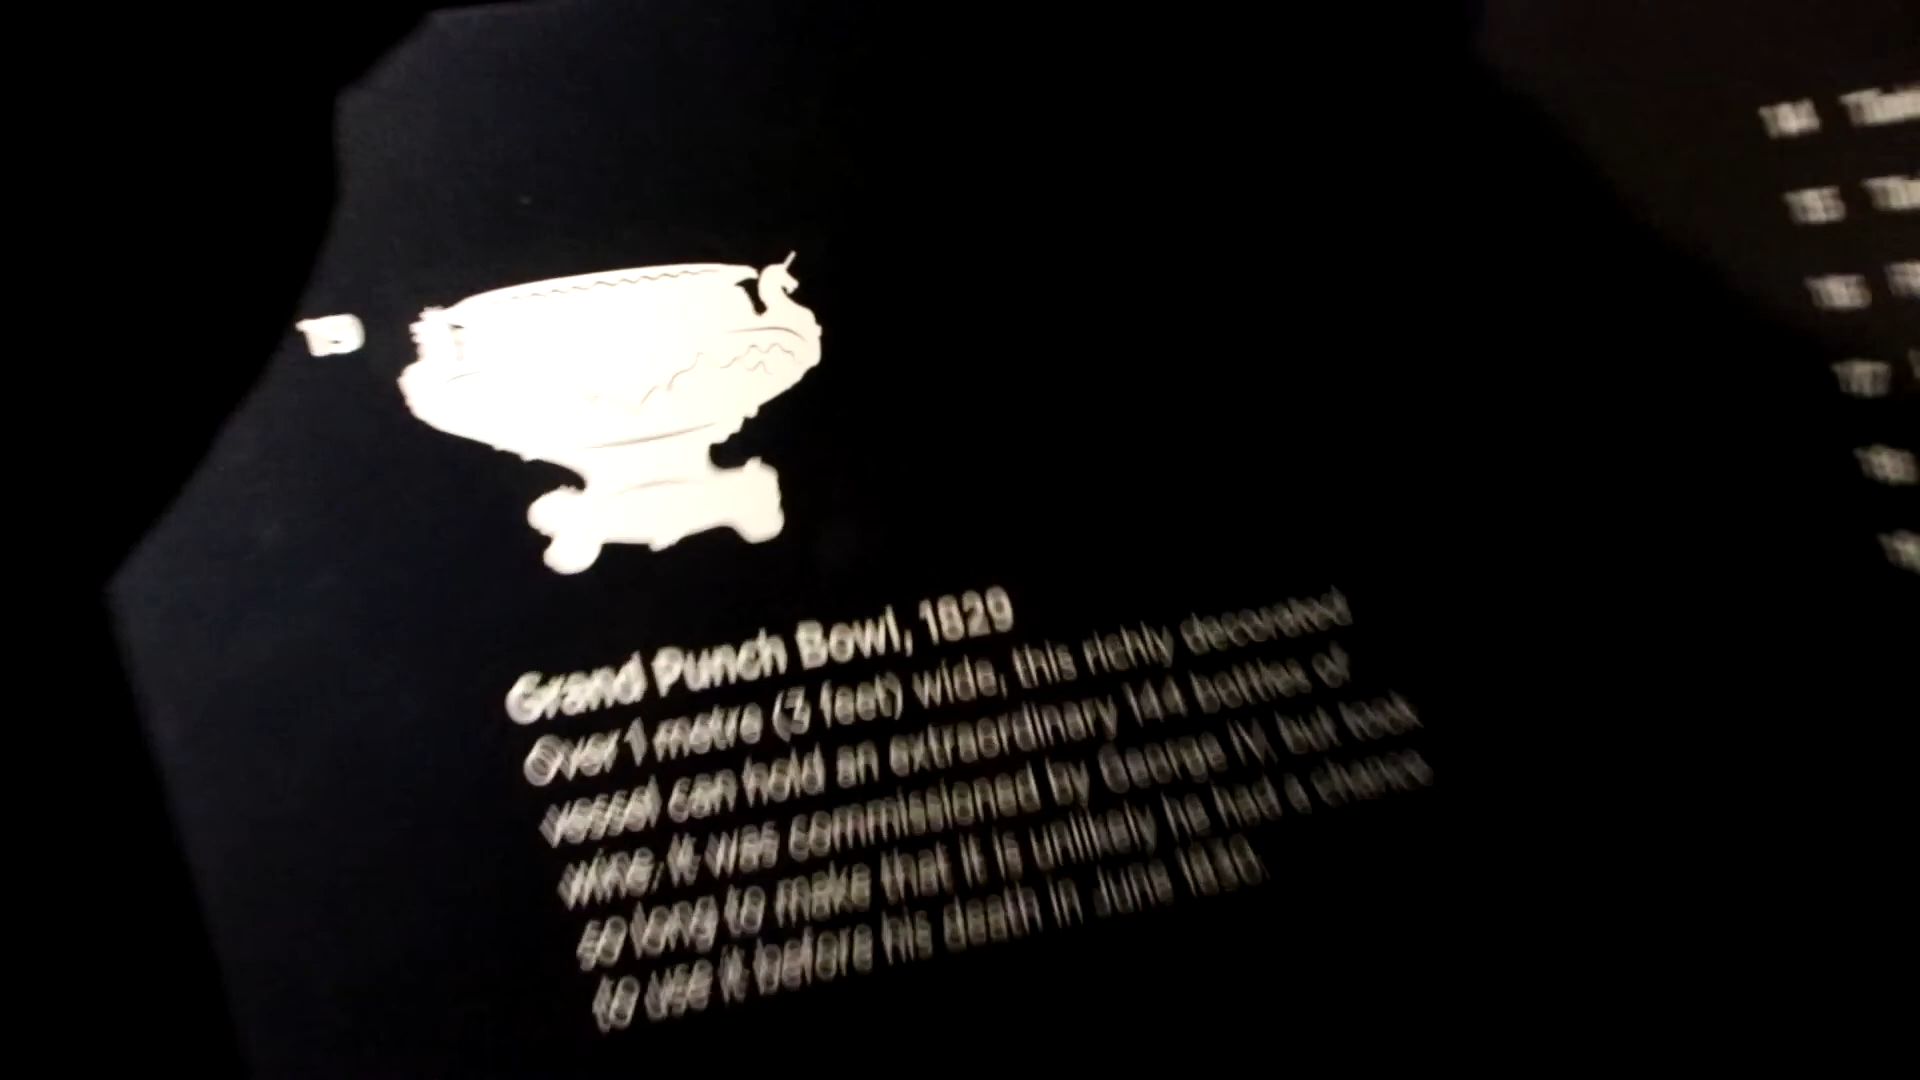 Grand Punch Bowl, 1829
Over 1 metre (3 feet) wide, this richly decorated
vessel can hold an extraordinary 144 bottles of
wine. It was commissioned by George IV, but took
so long to make that it is unlikely he had a chance
to use it before his death in June 1830.
184
185